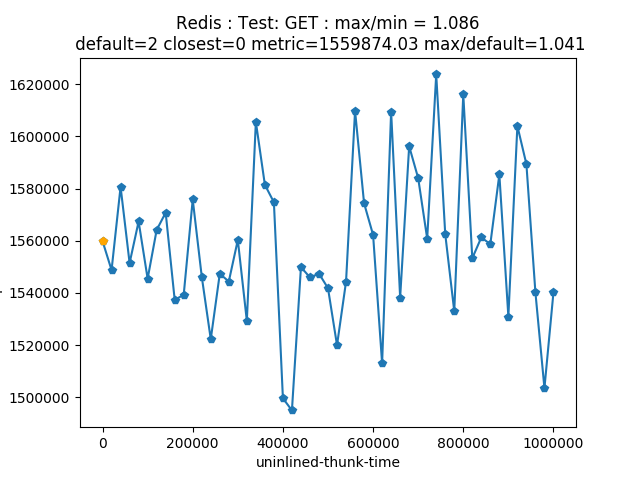 Redis : Test: GET : max/min = 1.086
default=2 closest=0 metric=1559874.03 max/default=1.041
1620000
1600000
1580000
1560000
1540000
1520000
1500000
0 200000 400000 600000 800000 1000000
uninlined-thunk-time